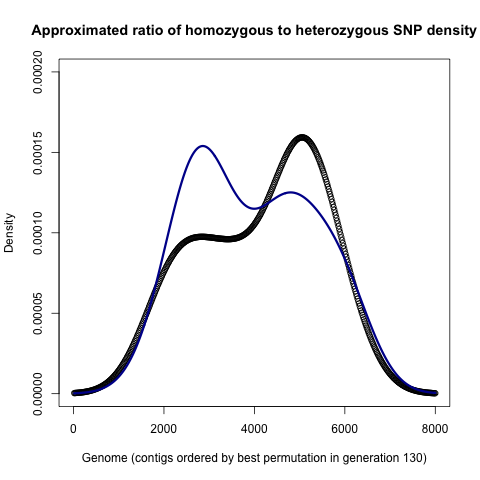 Approximated ratio of homozygous to heterozygous SNP density
0.00020
0.00015
0.00010
0.00005
0.00000
Density
0 2000 4000 6000 8000
Genome (contigs ordered by best permutation in generation 130)